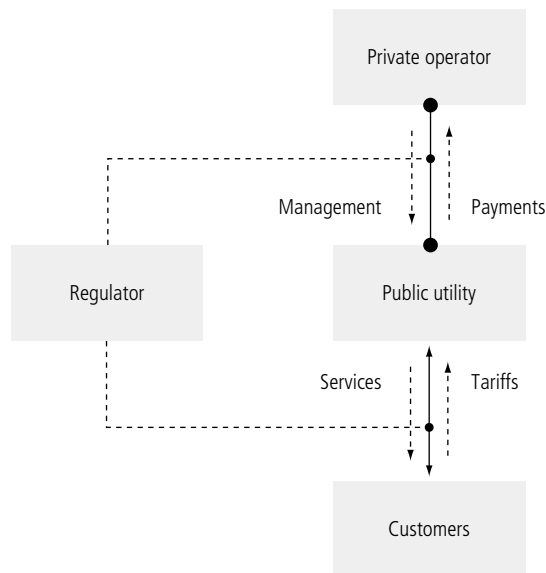 Private operator
Management
Payments
Regulator
Public utility
Services
Tariffs
Customers